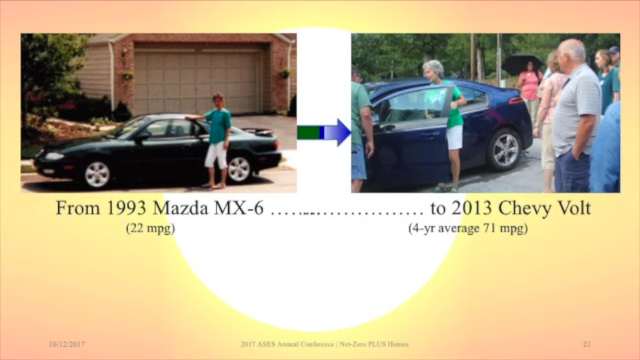 From 1993 Mazda MX-6 .......................... to 2013 Chevy Volt
(22 mpg) (4-yr average 71 mpg)
10/12/2017 2017 ASES Annual Conference | Net-Zero PLUS Homes 21